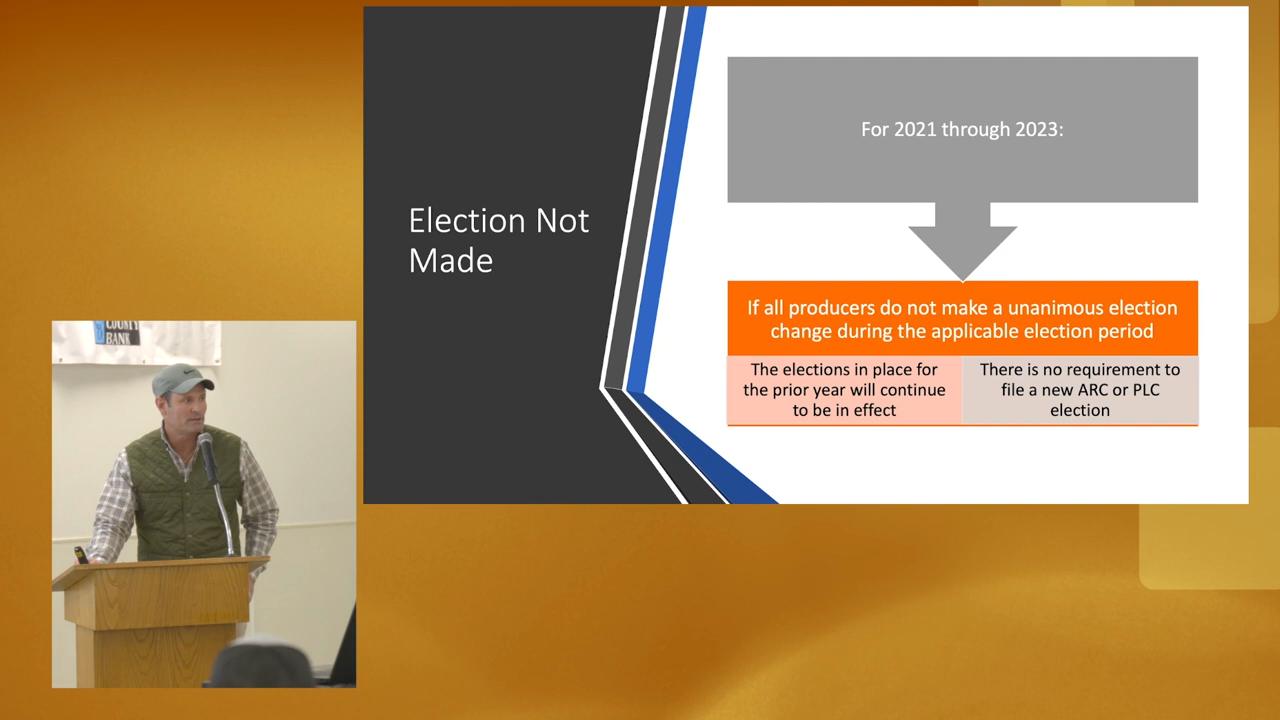 COUNTY
BANK
Election Not
Made
For 2021 through 2023:
If all producers do not make a unanimous election
change during the applicable election period
The elections in place for
the prior year will continue
to be in effect
There is no requirement to
file a new ARC or PLC
election